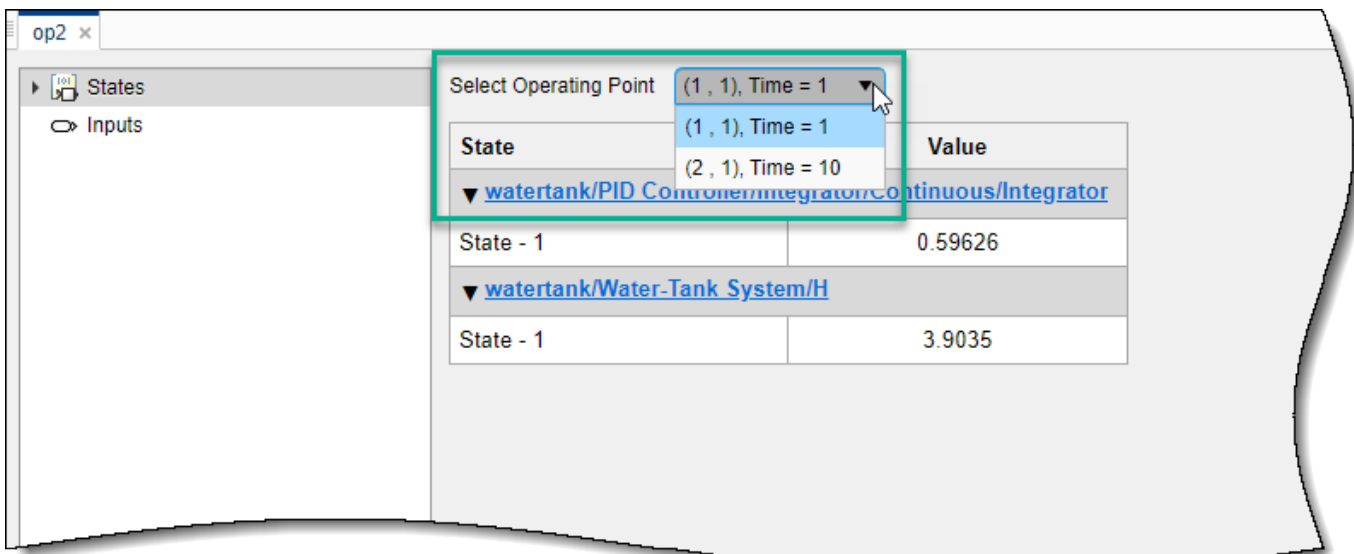 op2 ×
States
Inputs
Select Operating Point (1 , 1), Time = 1
(1 , 1), Time = 1
(2 , 1), Time = 10
State Value
watertank/PID Controller/Integrator/Continuous/Integrator
State - 1 0.59626
watertank/Water-Tank System/H
State - 1 3.9035